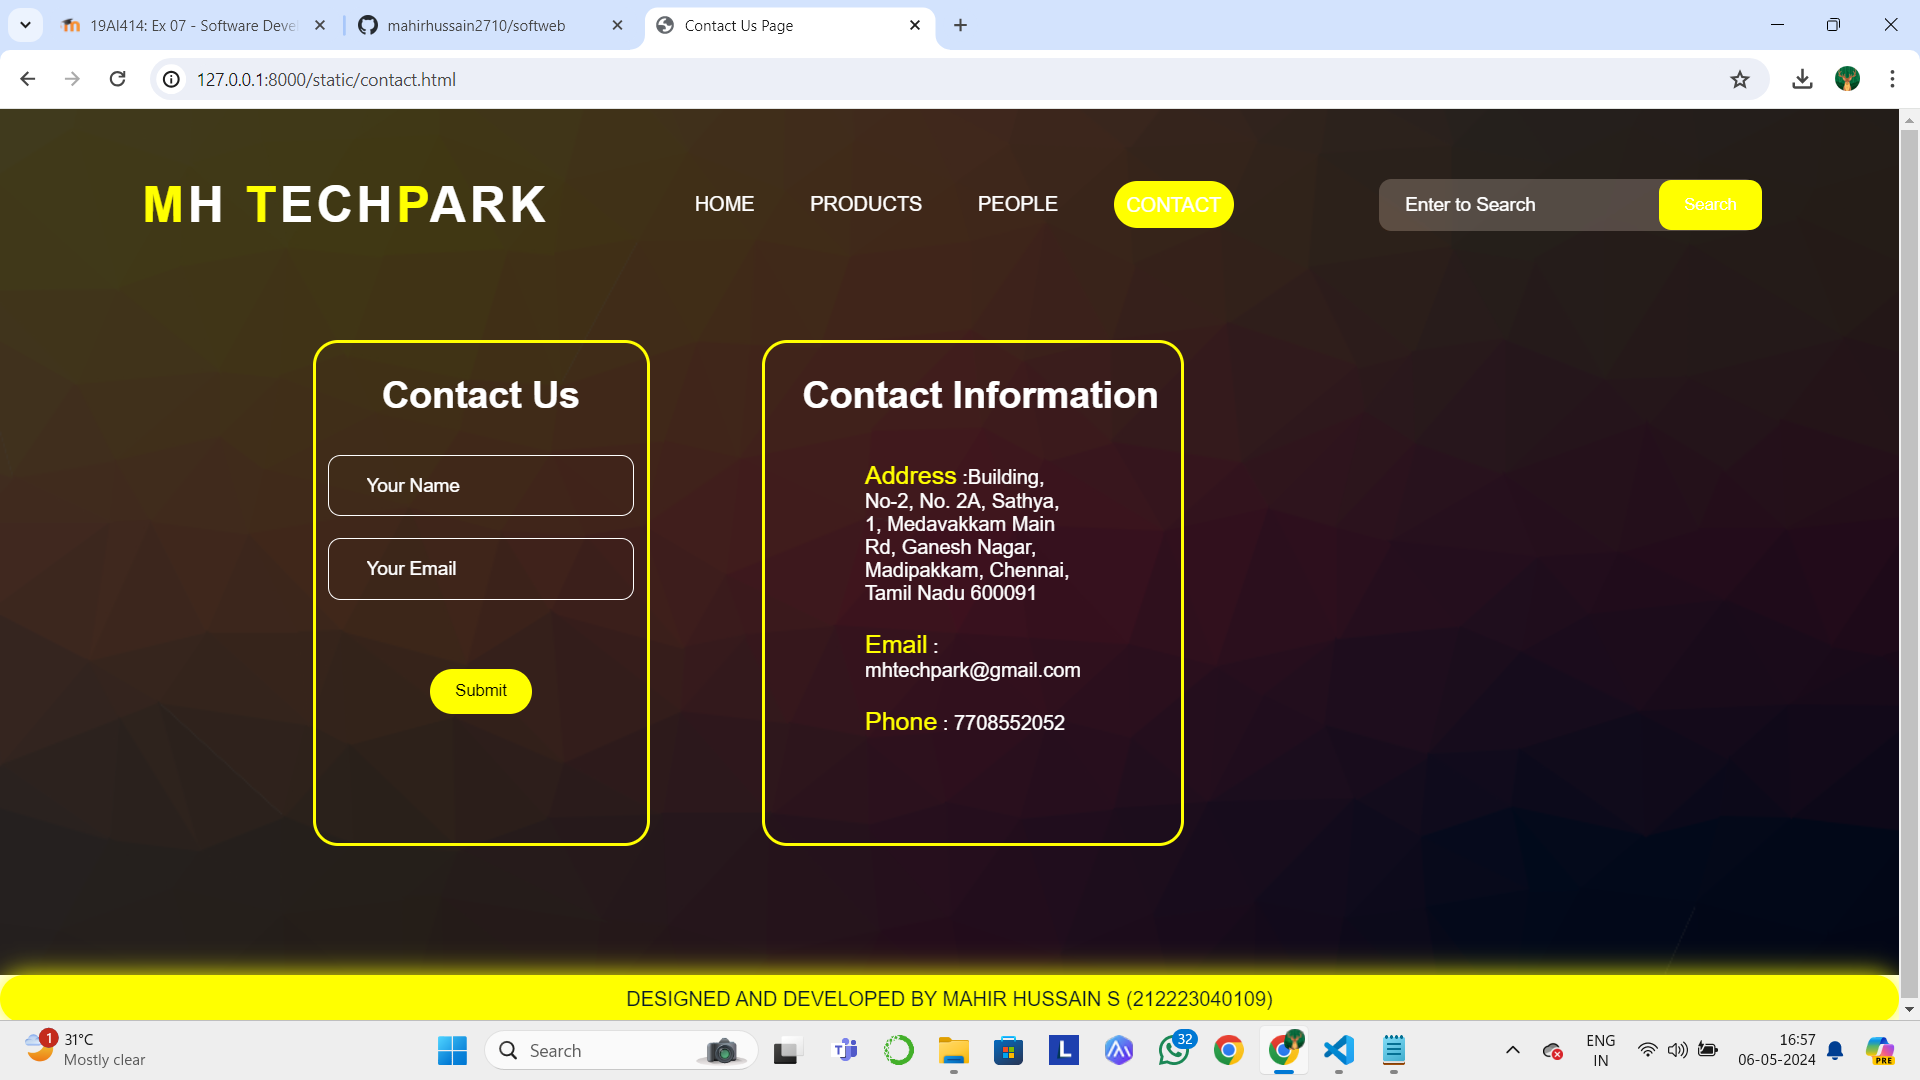 19AI414: Ex 07 - Software Deve
mahirhussain2710/softweb
Contact Us Page
127.0.0.1:8000/static/contact.html
MH TECHPARK
HOME
PRODUCTS
PEOPLE
CONTACT
Enter to Search
Search
Contact Us
Your Name
Your Email
Submit
Contact Information
Address :Building,
No-2, No. 2A, Sathya,
1, Medavakkam Main
Rd, Ganesh Nagar,
Madipakkam, Chennai,
Tamil Nadu 600091
Email :
mhtechpark@gmail.com
Phone : 7708552052
DESIGNED AND DEVELOPED BY MAHIR HUSSAIN S (212223040109)
1
31°C
Mostly clear
Search
L
32
ENG
IN
16:57
06-05-2024
PRE